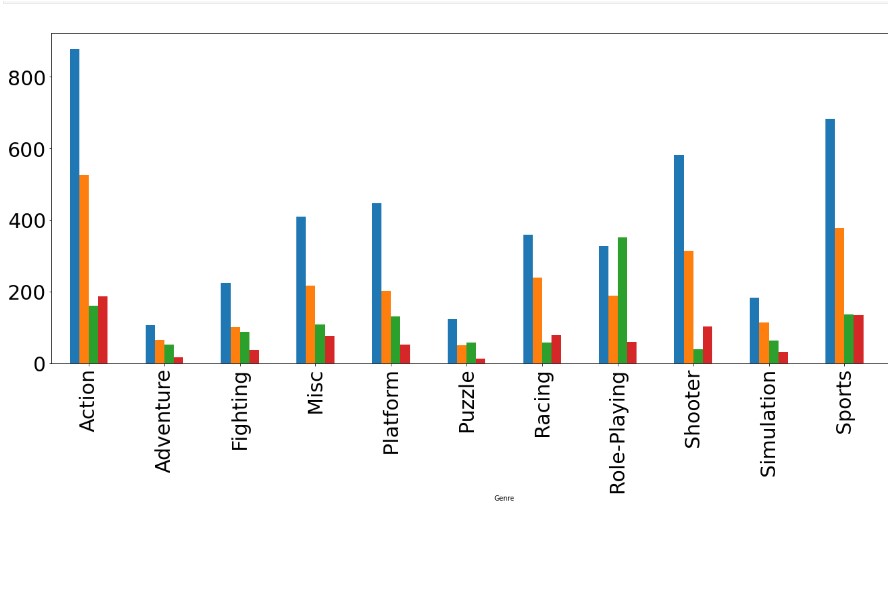 800
600
400
200
0
Action
Adventure
Fighting
Misc
Platform
Puzzle
Racing
Role-Playing
Shooter
Simulation
Sports
Genre